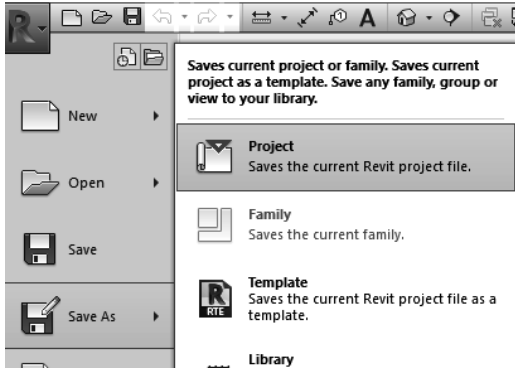 R
A
Saves current project or family. Saves current
project as a template. Save any family, group or
view to your library.
New
Project
Saves the current Revit project file.
Open
Family
Saves the current family.
Save
Template
Saves the current Revit project file as a
template.
R
RTE
Save As
Library